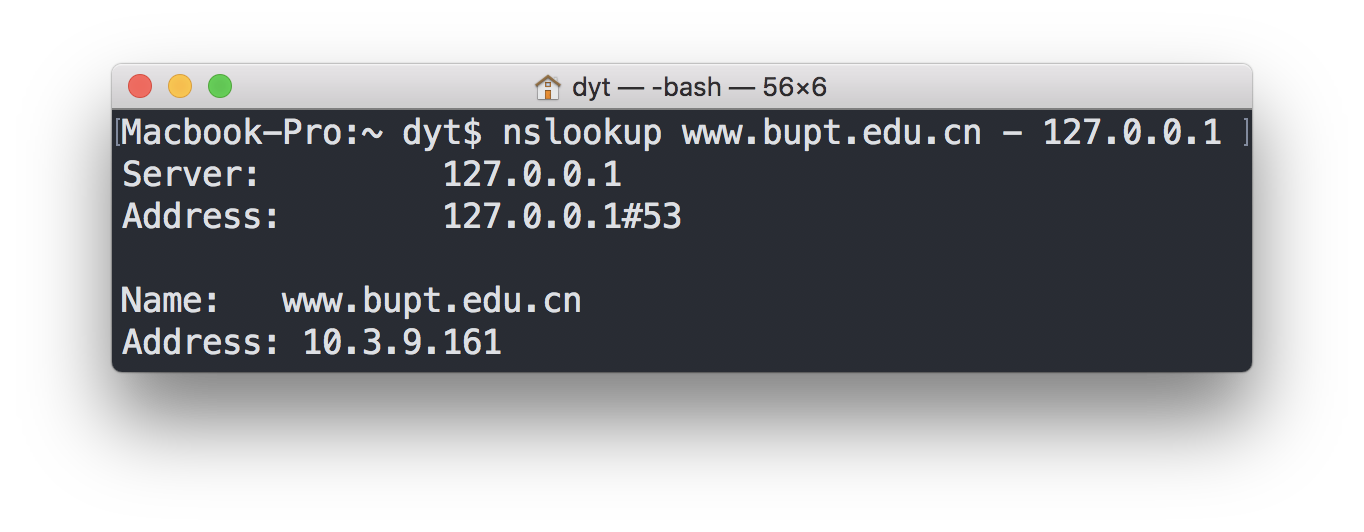 dyt — -bash — 56×6
[Macbook-Pro:~ dyt$ nslookup www.bupt.edu.cn - 127.0.0.1 ]
Server:		127.0.0.1
Address:	127.0.0.1#53
Name:	www.bupt.edu.cn
Address: 10.3.9.161